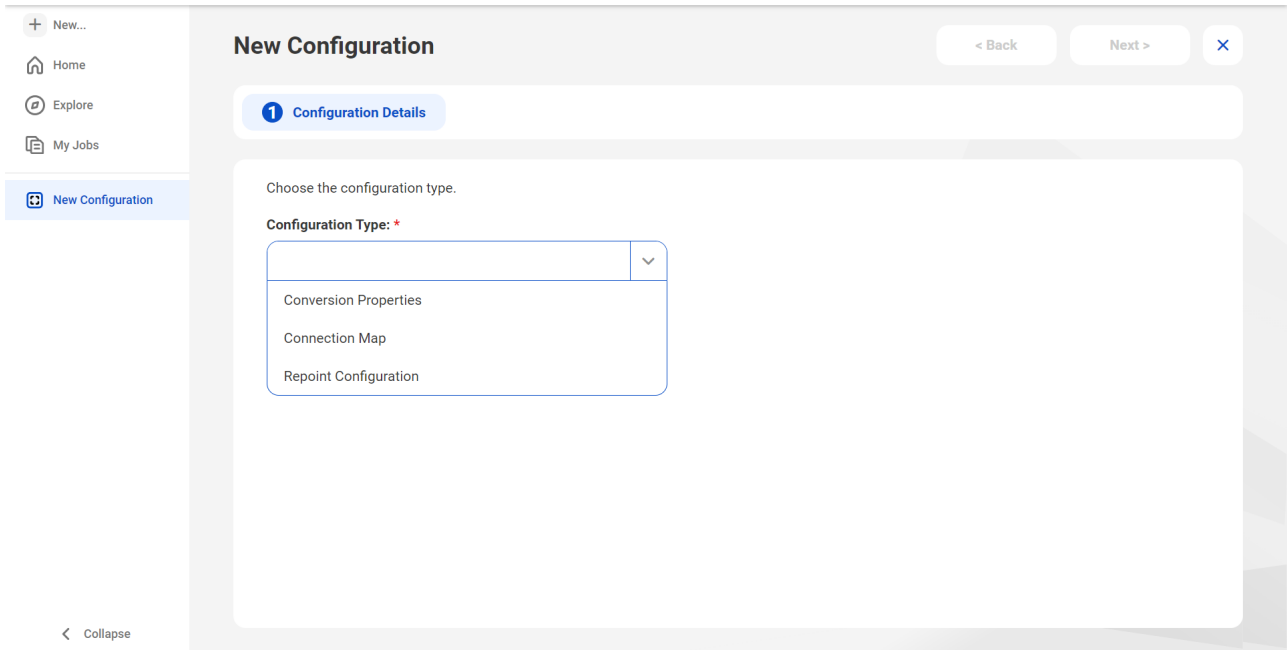 New...
Home
Explore
My Jobs
New Configuration
Collapse
New Configuration
< Back
Next >
1 Configuration Details
Choose the configuration type.
Configuration Type: *
Conversion Properties
Connection Map
Repoint Configuration